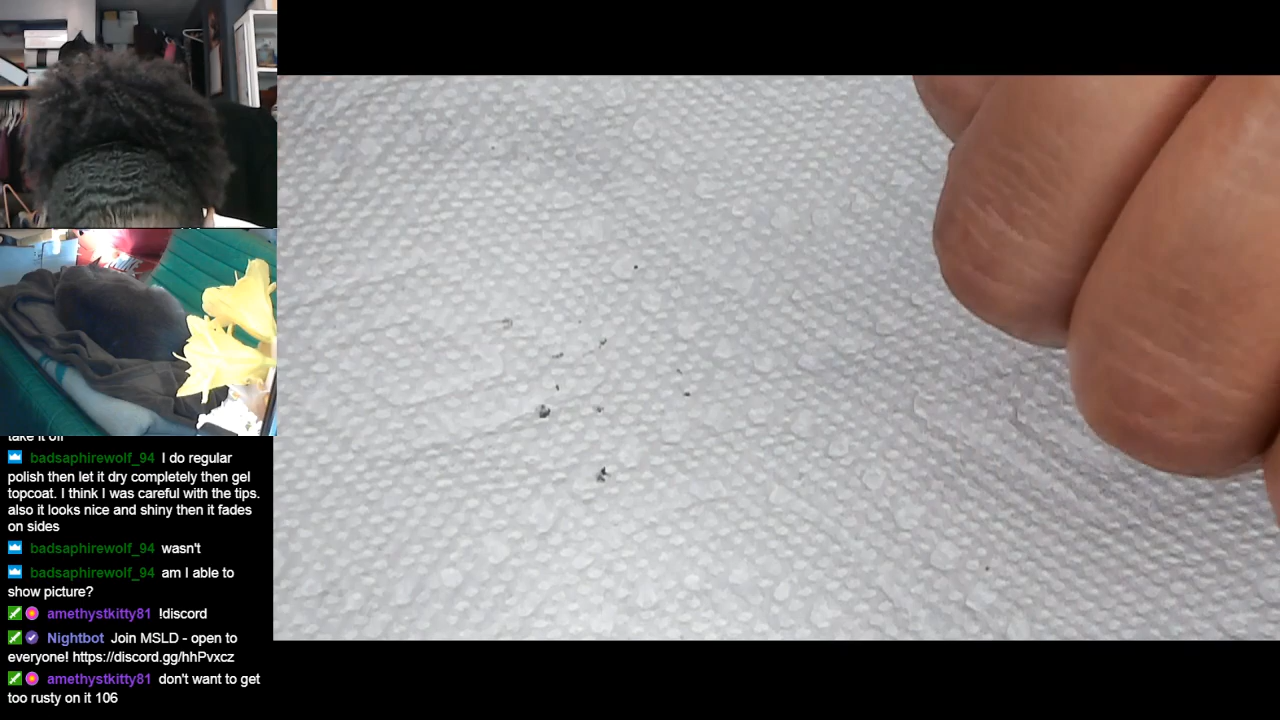 take it off
badsaphirewolf_94 I do regular
polish then let it dry completely then gel
topcoat. I think I was careful with the tips.
also it looks nice and shiny then it fades
on sides
badsaphirewolf_94 wasn't
badsaphirewolf_94 am I able to
show picture?
amethystkitty81 !discord
Nightbot Join MSLD - open to
everyone! https://discord.gg/hhPvxcz
amethystkitty81 don't want to get
too rusty on it 106